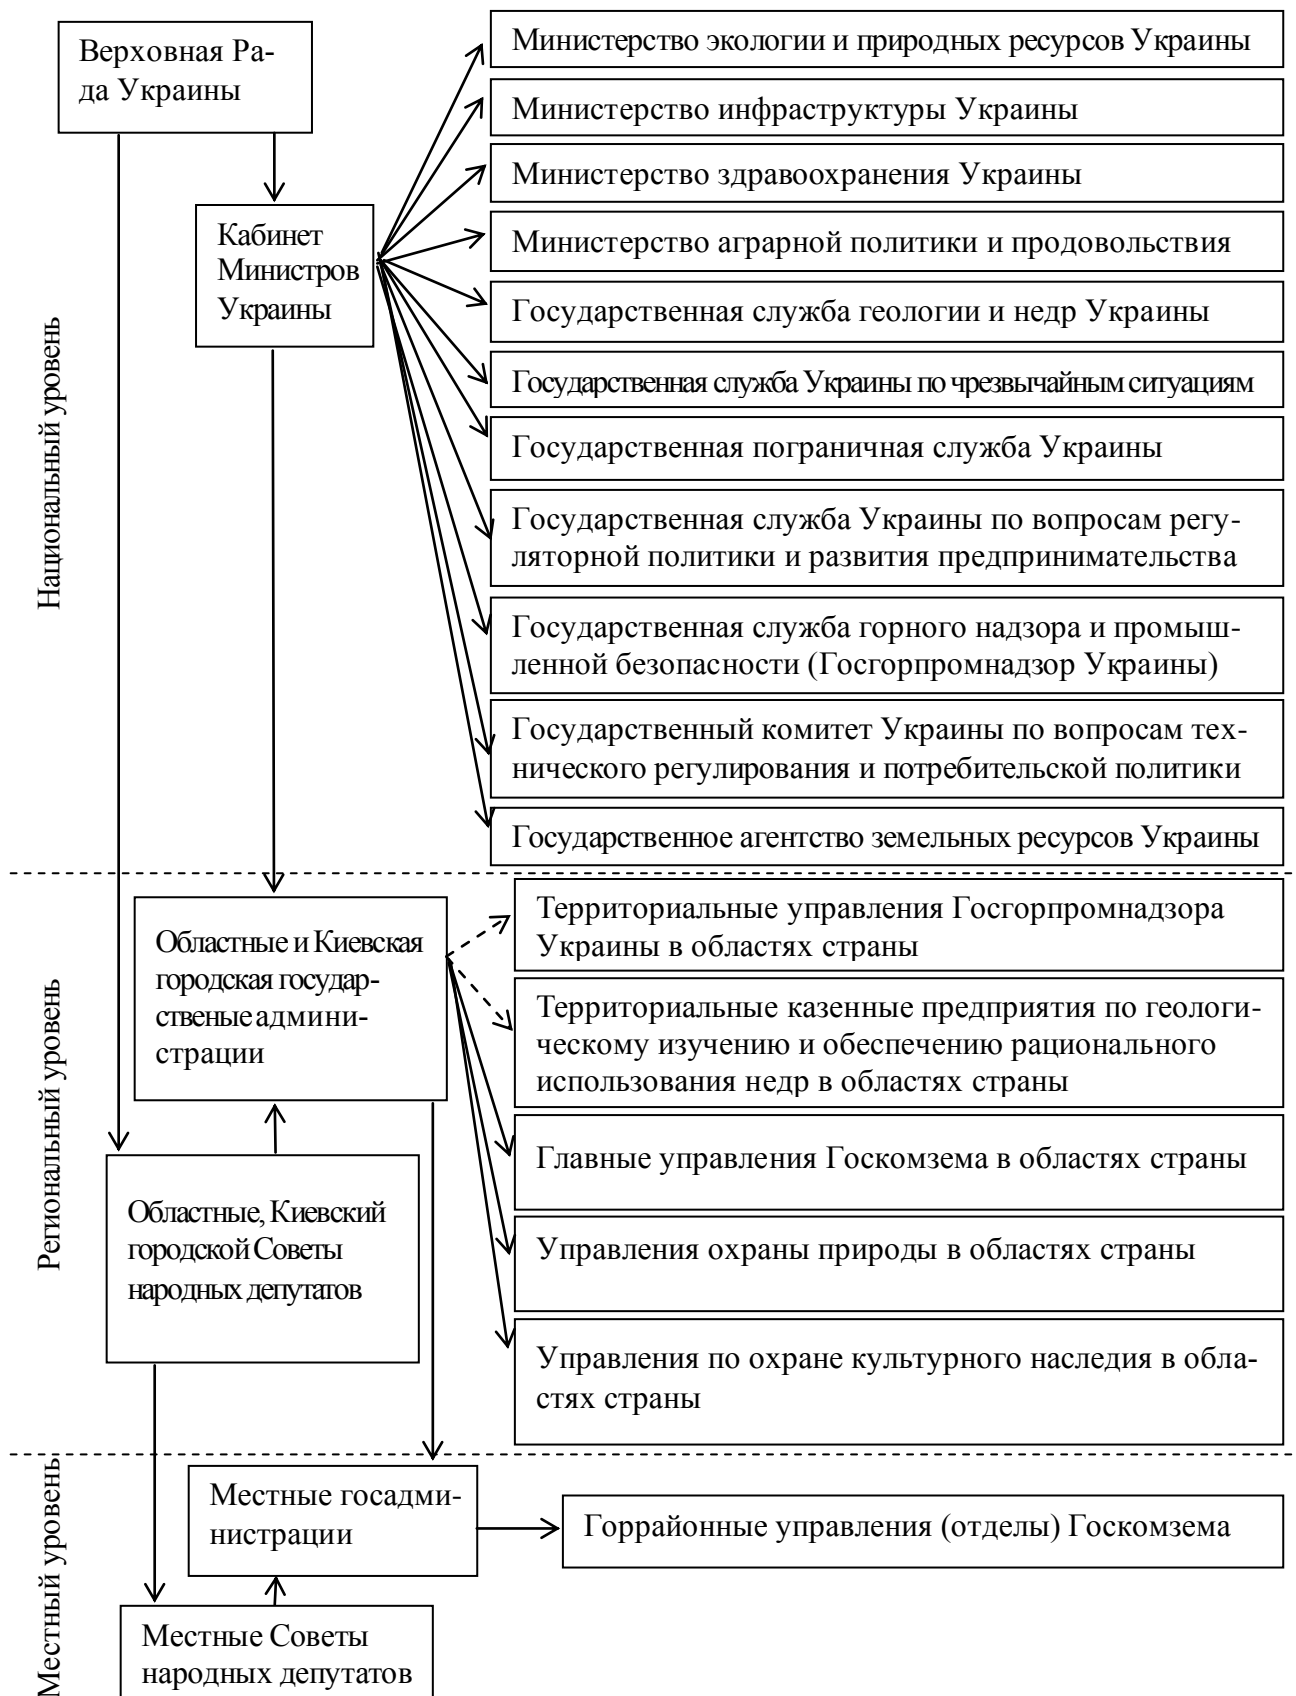 Верховная Ра-
да Украины
Кабинет
Министров
Украины
Национальный уровень
Министерство экологии и природных ресурсов Украины
Министерство инфраструктуры Украины
Министерство здравоохранения Украины
Министерство аграрной политики и продовольствия
Государственная служба геологии и недр Украины
Государственная служба Украины по чрезвычайным ситуациям
Государственная пограничная служба Украины
Государственная служба Украины по вопросам регу-
ляторной политики и развития предпринимательства
Государственная служба горного надзора и промыш-
ленной безопасности (Госгорпромнадзор Украины)
Государственный комитет Украины по вопросам тех-
нического регулирования и потребительской политики
Государственное агентство земельных ресурсов Украины
Региональный уровень
Областные и Киевская
городская государ-
ственые админи-
страции
Областные, Киевский
городской Советы
народных депутатов
Территориальные управления Госгорпромнадзора
Украины в областях страны
Территориальные казенные предприятия по геологи-
ческому изучению и обеспечению рационального
использования недр в областях страны
Главные управления Госкомзема в областях страны
Управления охраны природы в областях страны
Управления по охране культурного наследия в обла-
стях страны
Местный уровень
Местные госадми-
нистрации
Горрайонные управления (отделы) Госкомзема
Местные Советы
народных депутатов